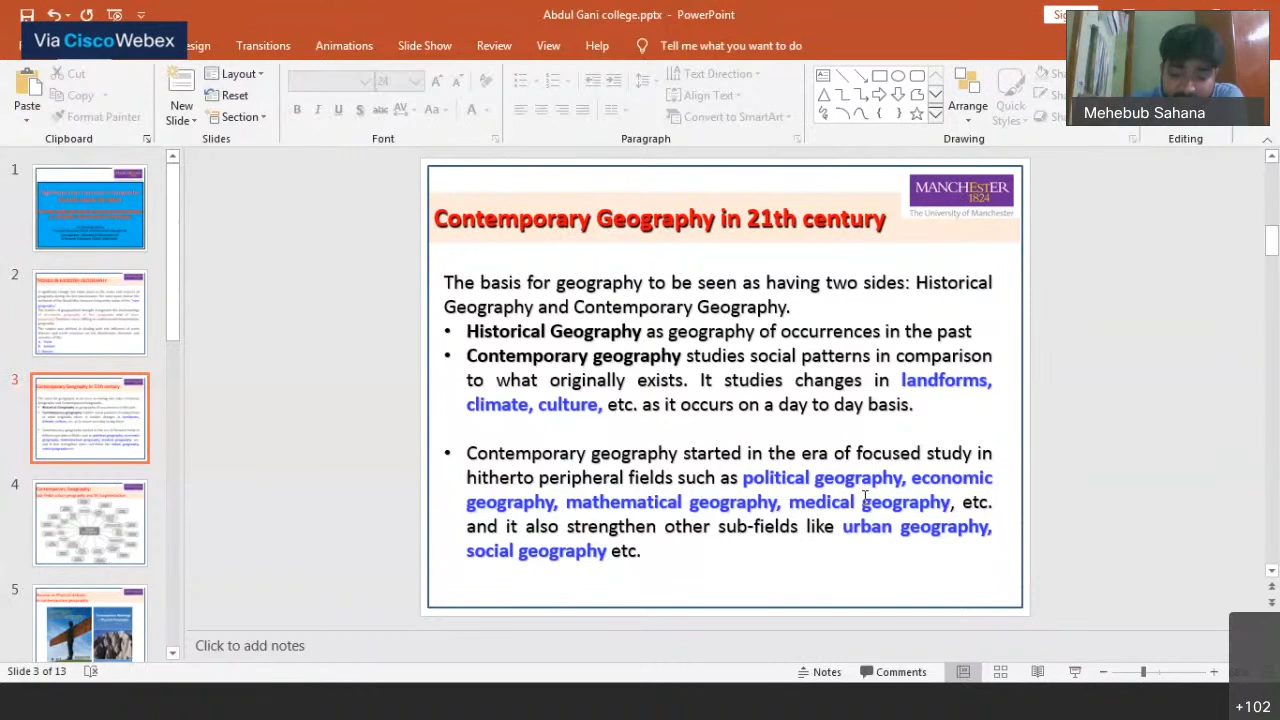 Abdul Gani college.pptx - PowerPoint
Via CiscoWebex
Transitions Animations Slide Show Review View Help Tell me what you want to do
Cut
Copy
Format Painter
Paste
Clipboard
New
Slide
Layout
Reset
Section
Slides
24
Font
Text Direction
Align Text
Convert to SmartArt
Paragraph
Arrange
Quick
Styles
Drawing
Editing
Mehebub Sahana
1
2
3
4
5
MANCHESTER
1824
The University of Manchester
Contemporary Geography in 21th century
The basis for geography to be seen as having two sides: Historical
Geography and Contemporary Geography.
• Historical Geography as geography of occurrences in the past
• Contemporary geography studies social patterns in comparison
to what originally exists. It studies changes in landforms,
climate, culture, etc. as it occurs on a day to day basis.
• Contemporary geography started in the era of focused study in
hitherto peripheral fields such as political geography, economic
geography, mathematical geography, medical geography, etc.
and it also strengthen other sub-fields like urban geography,
social geography etc.
Click to add notes
Slide 3 of 13
Notes Comments
+102